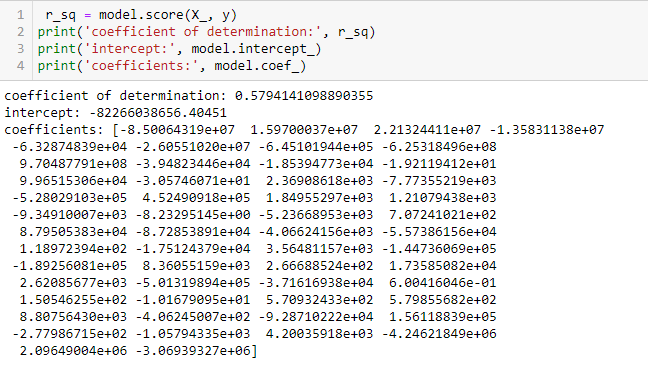 1 r_sq = model.score(X_, y)
2 print('coefficient of determination:', r_sq)
3 print('intercept:', model.intercept_)
4 print('coefficients:', model.coef_)
coefficient of determination: 0.5794141098890355
intercept: -82266038656.40451
coefficients: [-8.50064319e+07 1.59700037e+07 2.21324411e+07 -1.35831138e+07
-6.32874839e+04 -2.60551020e+07 -6.45101944e+05 -6.25318496e+08
9.70487791e+08 -3.94823446e+04 -1.85394773e+04 -1.92119412e+01
9.96515306e+04 -3.05746071e+01 2.36908618e+03 -7.77355219e+03
-5.28029103e+05 4.52490918e+05 1.84955297e+03 1.21079438e+03
-9.34910007e+03 -8.23295145e+00 -5.23668953e+03 7.07241021e+02
8.79505383e+04 -8.72853891e+04 -4.06624156e+03 -5.57386156e+04
1.18972394e+02 -1.75124379e+04 3.56481157e+03 -1.44736069e+05
-1.89256081e+05 8.36055159e+03 2.66688524e+02 1.73585082e+04
2.62085677e+03 -5.01319894e+05 -3.71616938e+04 6.00416046e-01
1.50546255e+02 -1.01679095e+01 5.70932433e+02 5.79855682e+02
8.80756430e+03 -4.06245007e+02 -9.28710222e+04 1.56118839e+05
-2.77986715e+02 -1.05794335e+03 4.20035918e+03 -4.24621849e+06
2.09649004e+06 -3.06939327e+06]